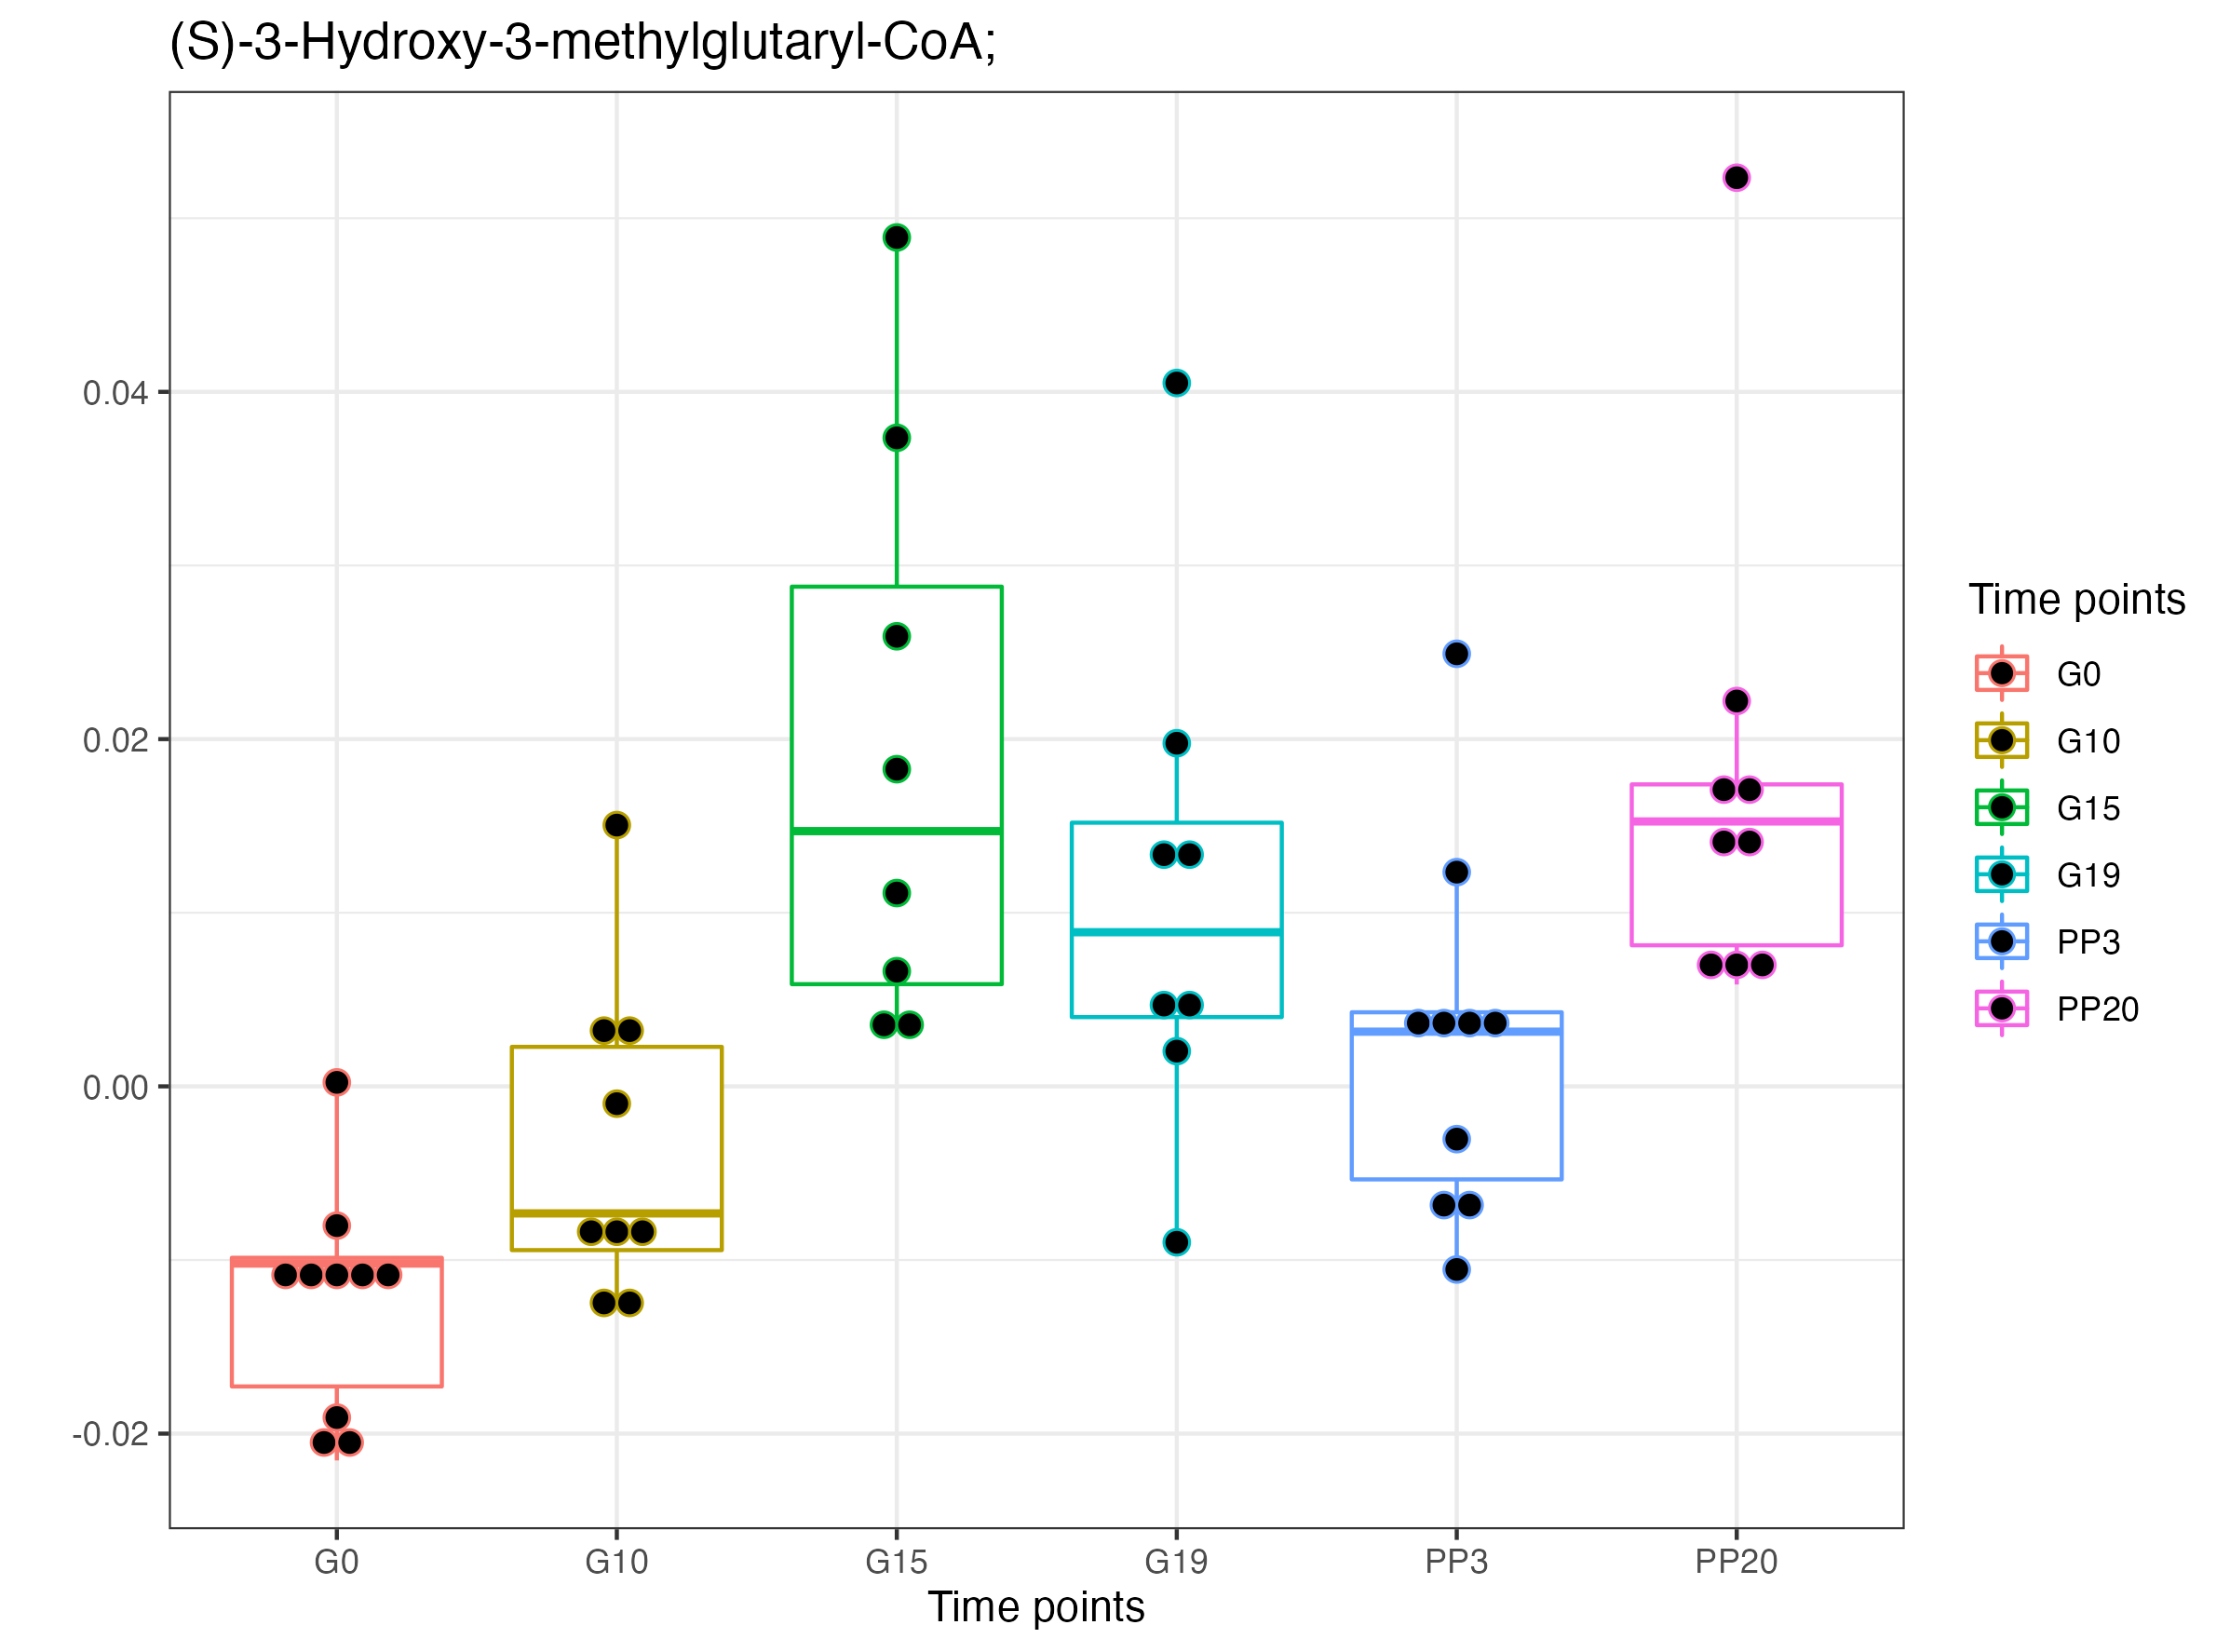 (S)-3-Hydroxy-3-methylglutaryl-CoA;
0.04
0.02
0.00
-0.02
G0 G10 G15 G19 PP3 PP20
Time points
Time points
G0
G10
G15
G19
PP3
PP20